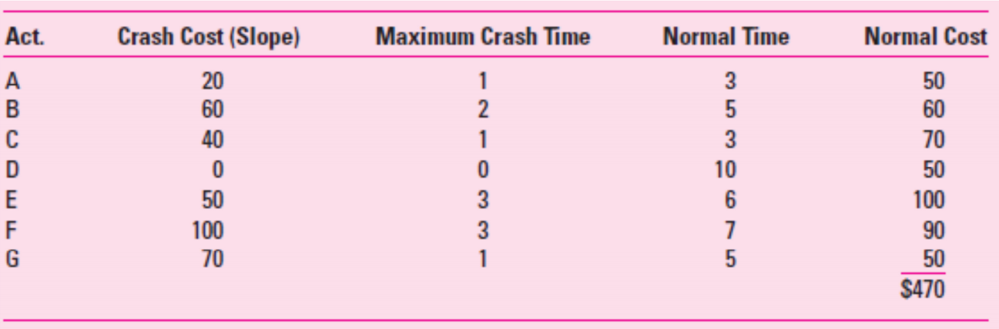 Act. Crash Cost (Slope) Maximum Crash Time Normal Time Normal Cost
A 20 1 3 50
B 60 2 5 60
C 40 1 3 70
D 0 0 10 50
E 50 3 6 100
F 100 3 7 90
G 70 1 5 50
$470